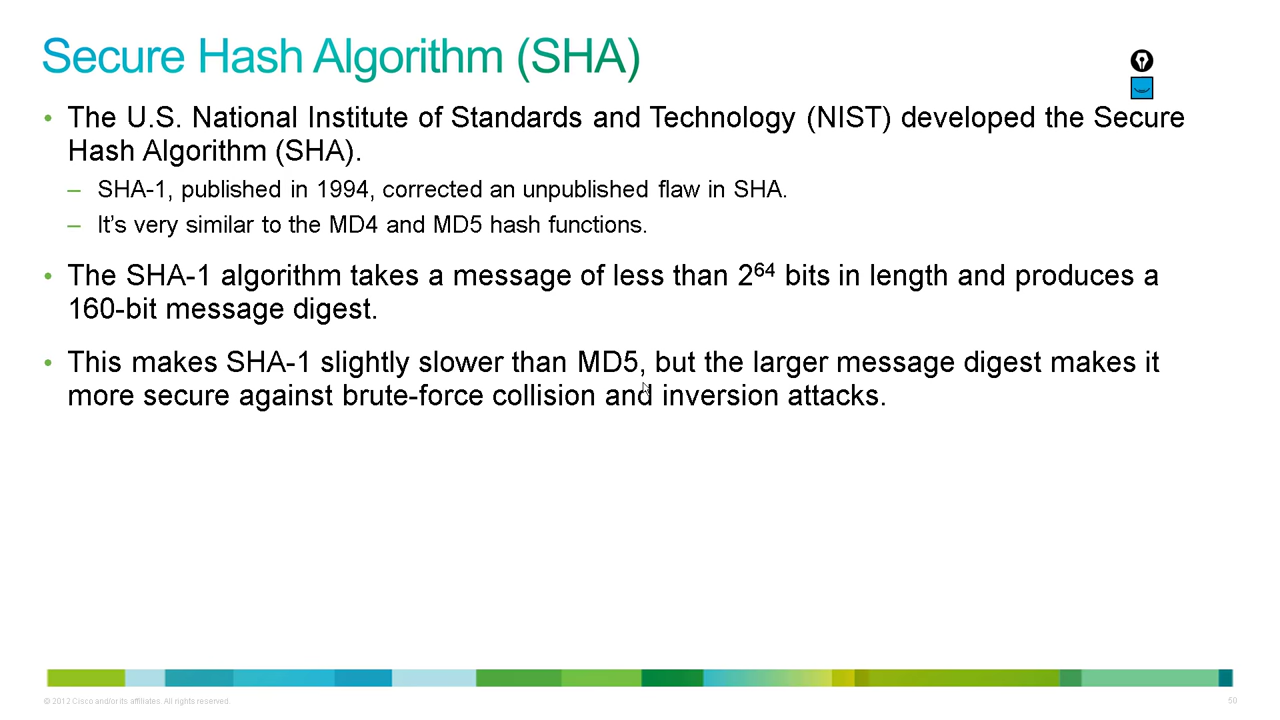 Secure Hash Algorithm (SHA)
• The U.S. National Institute of Standards and Technology (NIST) developed the Secure
Hash Algorithm (SHA).
– SHA-1, published in 1994, corrected an unpublished flaw in SHA.
– It's very similar to the MD4 and MD5 hash functions.
• The SHA-1 algorithm takes a message of less than 2⁶⁴ bits in length and produces a
160-bit message digest.
• This makes SHA-1 slightly slower than MD5, but the larger message digest makes it
more secure against brute-force collision and inversion attacks.
© 2012 Cisco and/or its affiliates. All rights reserved.
50